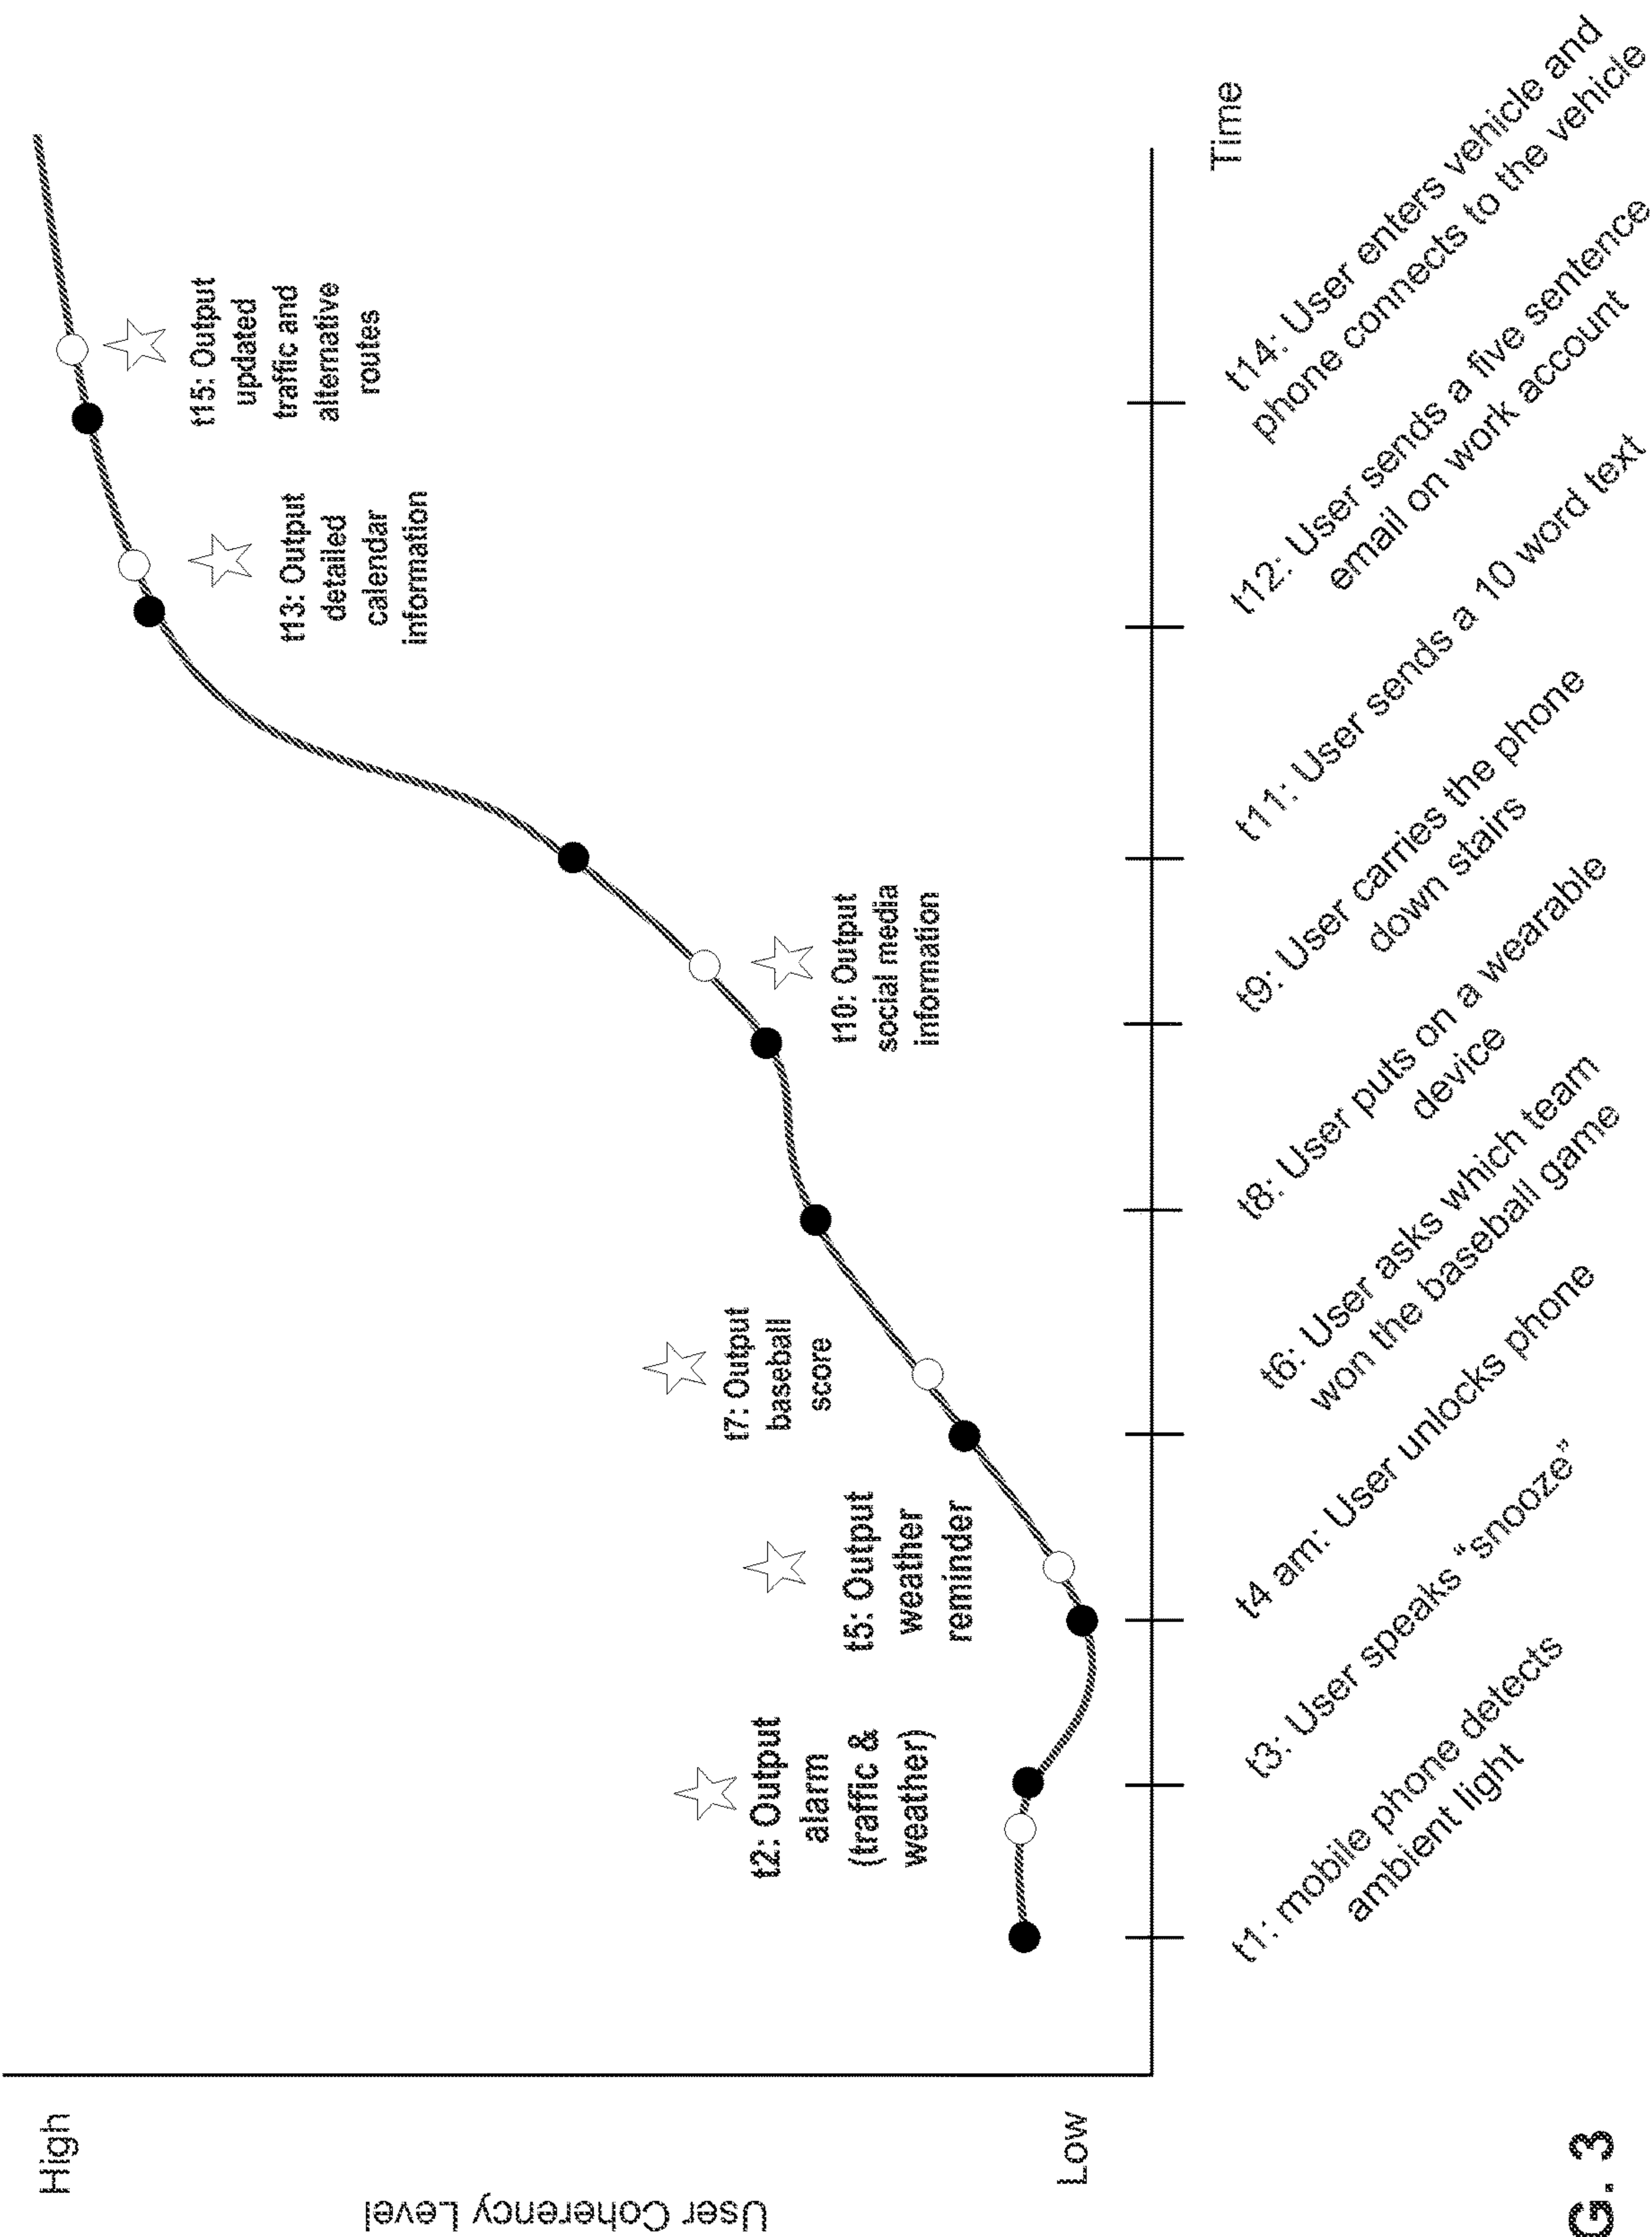 High
User Coherency Level
Low
t2: Output
alarm
(traffic &
weather)
t5: Output
weather
reminder
t7: Output
baseball
score
t10: Output
social media
information
t13: Output
detailed
calendar
information
t15: Output
updated
traffic and
alternative
routes
Time
t1: mobile phone detects
ambient light
t3: User speaks “snooze”
t4 am: User unlocks phone
t6: User asks which team
won the baseball game
t8: User puts on a wearable
device
t9: User carries the phone
down stairs
t11: User sends a 10 word text
t12: User sends a five sentence
email on work account
t14: User enters vehicle and
phone connects to the vehicle
G. 3